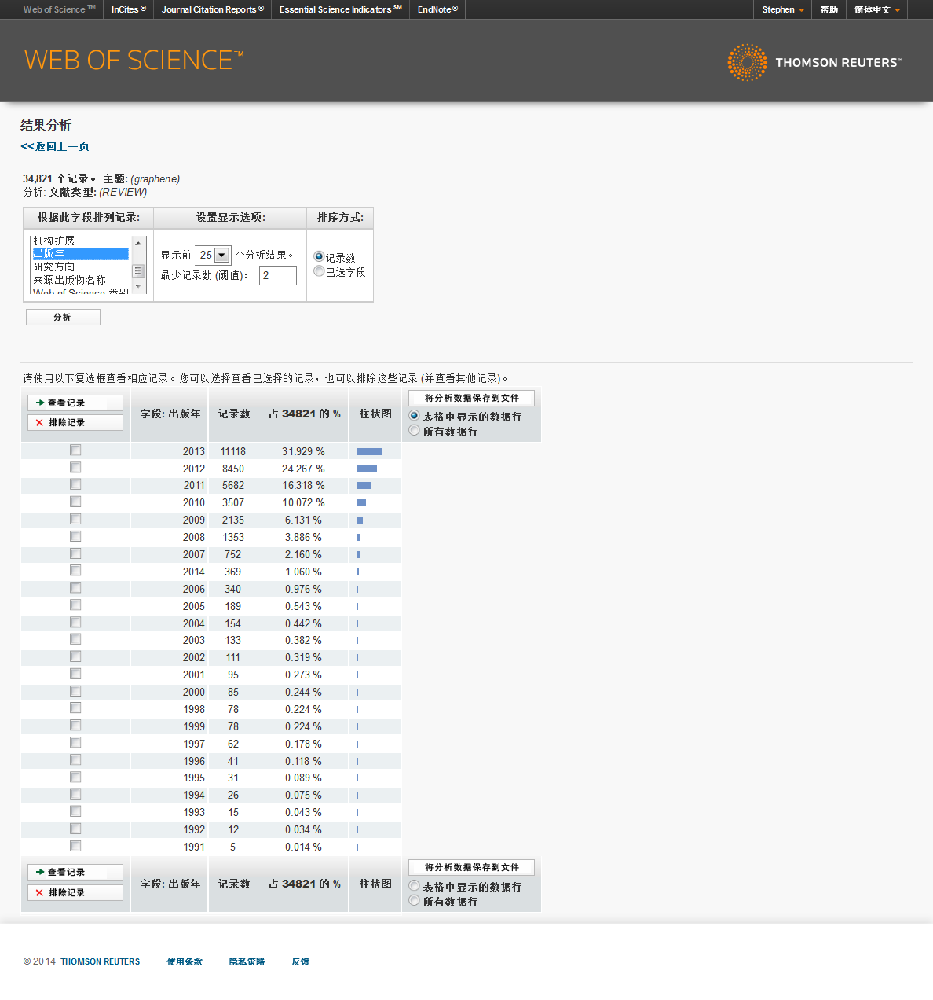 Web of Science TM InCites ® Journal Citation Reports ® Essential Science Indicators SM EndNote ® Stephen 帮助 简体中文
WEB OF SCIENCE™
THOMSON REUTERS™
结果分析
<<返回上一页
34,821 个记录。 主题: (graphene)
分析: 文献类型: (REVIEW)
根据此字段排列记录: 设置显示选项: 排序方式:
机构扩展
出版年
研究方向
来源出版物名称
Web of Science 类别
显示前 25 个分析结果。
最少记录数 (阈值): 2
记录数
已选字段
分析
请使用以下复选框查看相应记录。您可以选择查看已选择的记录，也可以排除这些记录 (并查看其他记录)。
查看记录
排除记录
字段: 出版年 记录数 占 34821 的 % 柱状图
将分析数据保存到文件
表格中显示的数据行
所有数据行
2013 11118 31.929 %
2012 8450 24.267 %
2011 5682 16.318 %
2010 3507 10.072 %
2009 2135 6.131 %
2008 1353 3.886 %
2007 752 2.160 %
2014 369 1.060 %
2006 340 0.976 %
2005 189 0.543 %
2004 154 0.442 %
2003 133 0.382 %
2002 111 0.319 %
2001 95 0.273 %
2000 85 0.244 %
1998 78 0.224 %
1999 78 0.224 %
1997 62 0.178 %
1996 41 0.118 %
1995 31 0.089 %
1994 26 0.075 %
1993 15 0.043 %
1992 12 0.034 %
1991 5 0.014 %
查看记录
排除记录
字段: 出版年 记录数 占 34821 的 % 柱状图
将分析数据保存到文件
表格中显示的数据行
所有数据行
© 2014 THOMSON REUTERS 使用条款 隐私策略 反馈